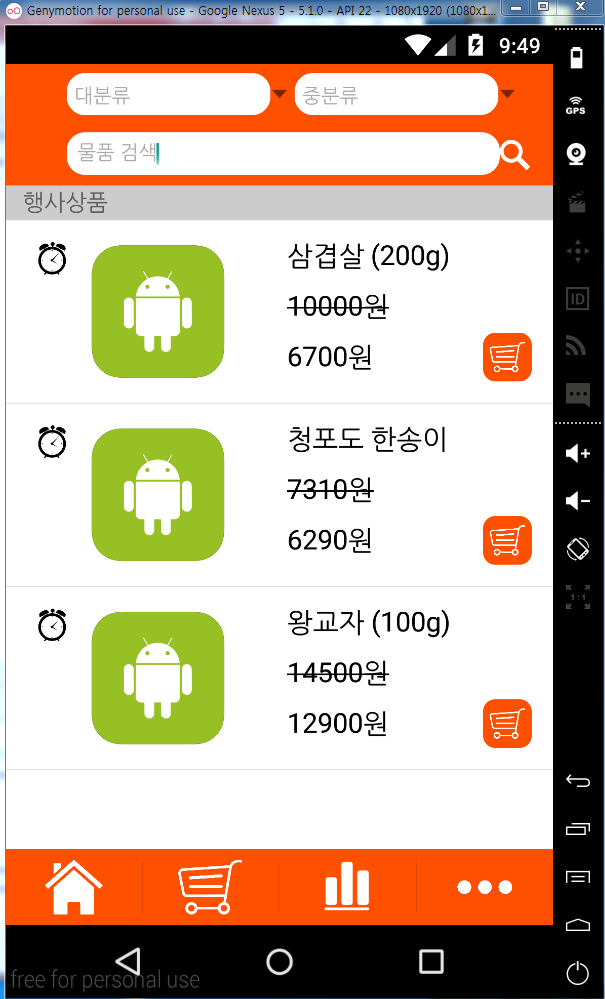 Genymotion for personal use - Google Nexus 5 - 5.1.0 - API 22 - 1080x1920 (1080x1...
9:49
대분류 중분류
GPS
물품 검색
행사상품
ID
삼겹살 (200g)
10000원
6700원
청포도 한송이
7310원
6290원
1:1
왕교자 (100g)
14500원
12900원
free for personal use